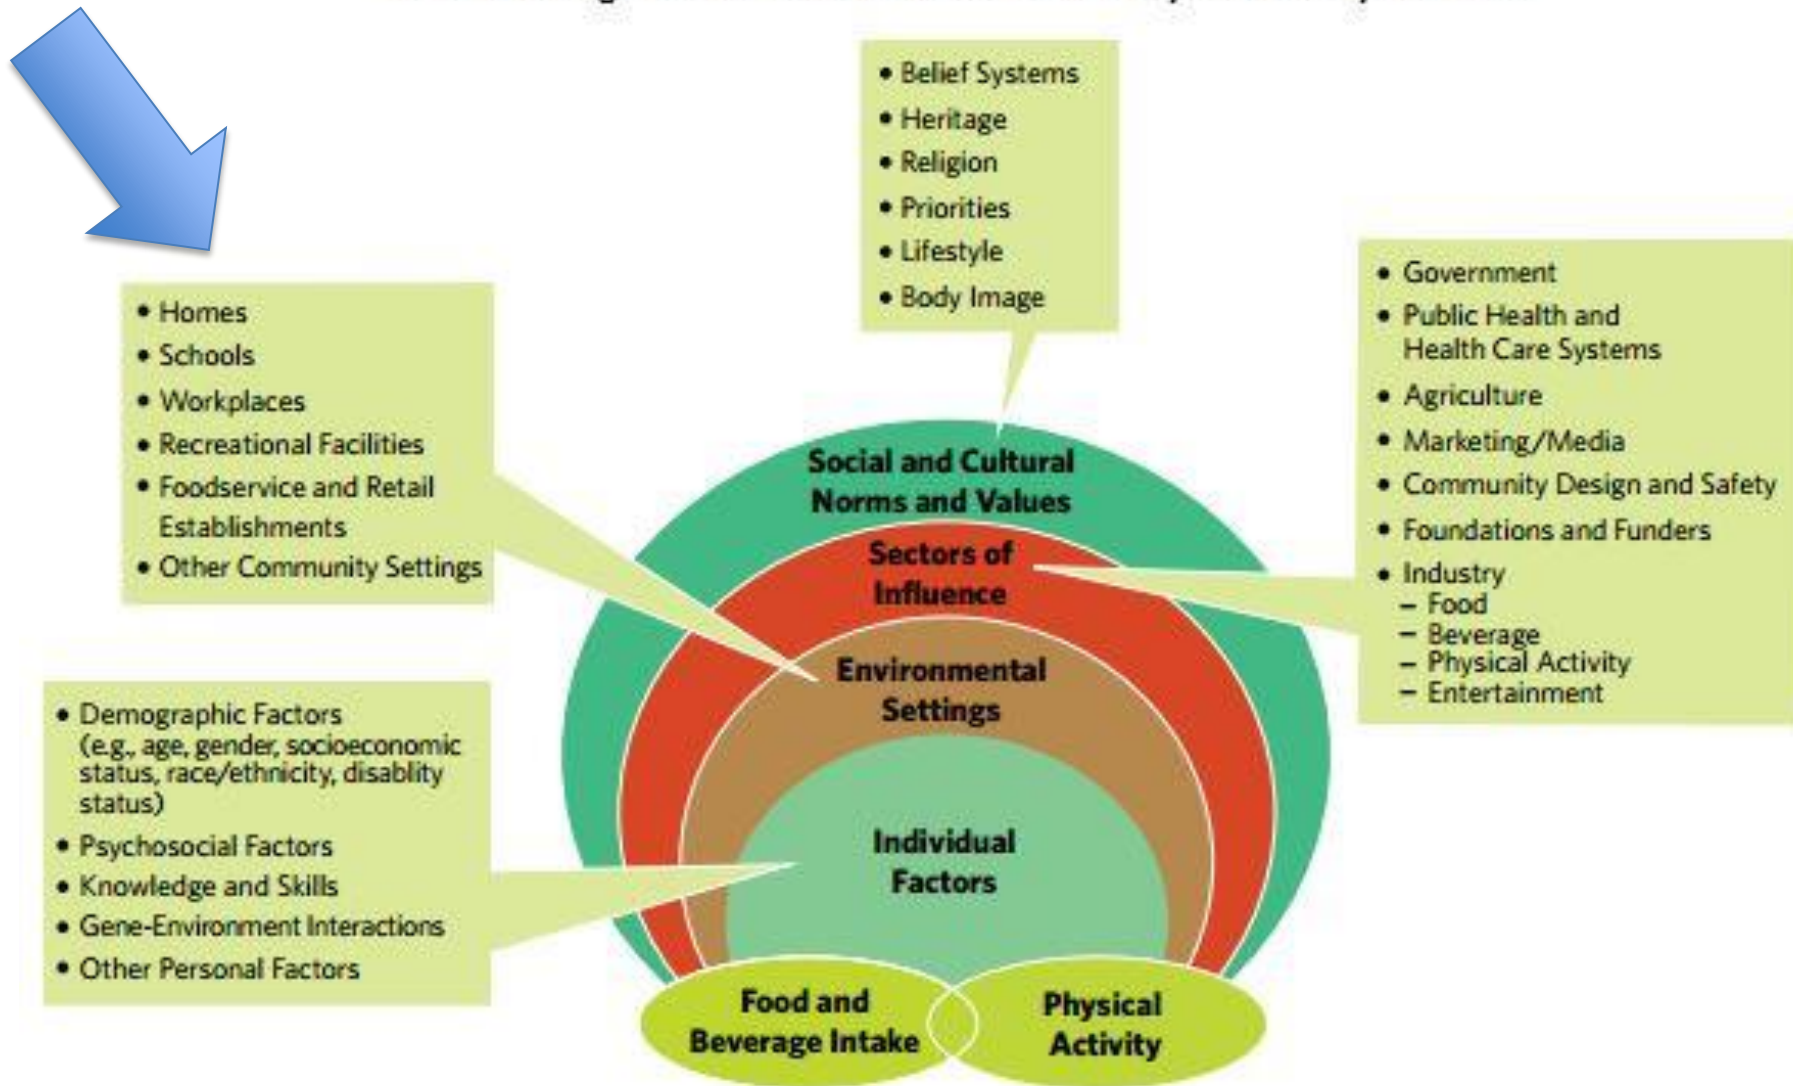 • Belief Systems
• Heritage
• Religion
• Priorities
• Lifestyle
• Body Image
• Homes
• Schools
• Workplaces
• Recreational Facilities
• Foodservice and Retail
Establishments
• Other Community Settings
• Government
• Public Health and
Health Care Systems
• Agriculture
• Marketing/Media
• Community Design and Safety
• Foundations and Funders
• Industry
– Food
– Beverage
– Physical Activity
– Entertainment
• Demographic Factors
(e.g., age, gender, socioeconomic
status, race/ethnicity, disablity
status)
• Psychosocial Factors
• Knowledge and Skills
• Gene-Environment Interactions
• Other Personal Factors
Social and Cultural
Norms and Values
Sectors of
Influence
Environmental
Settings
Individual
Factors
Food and
Beverage Intake
Physical
Activity